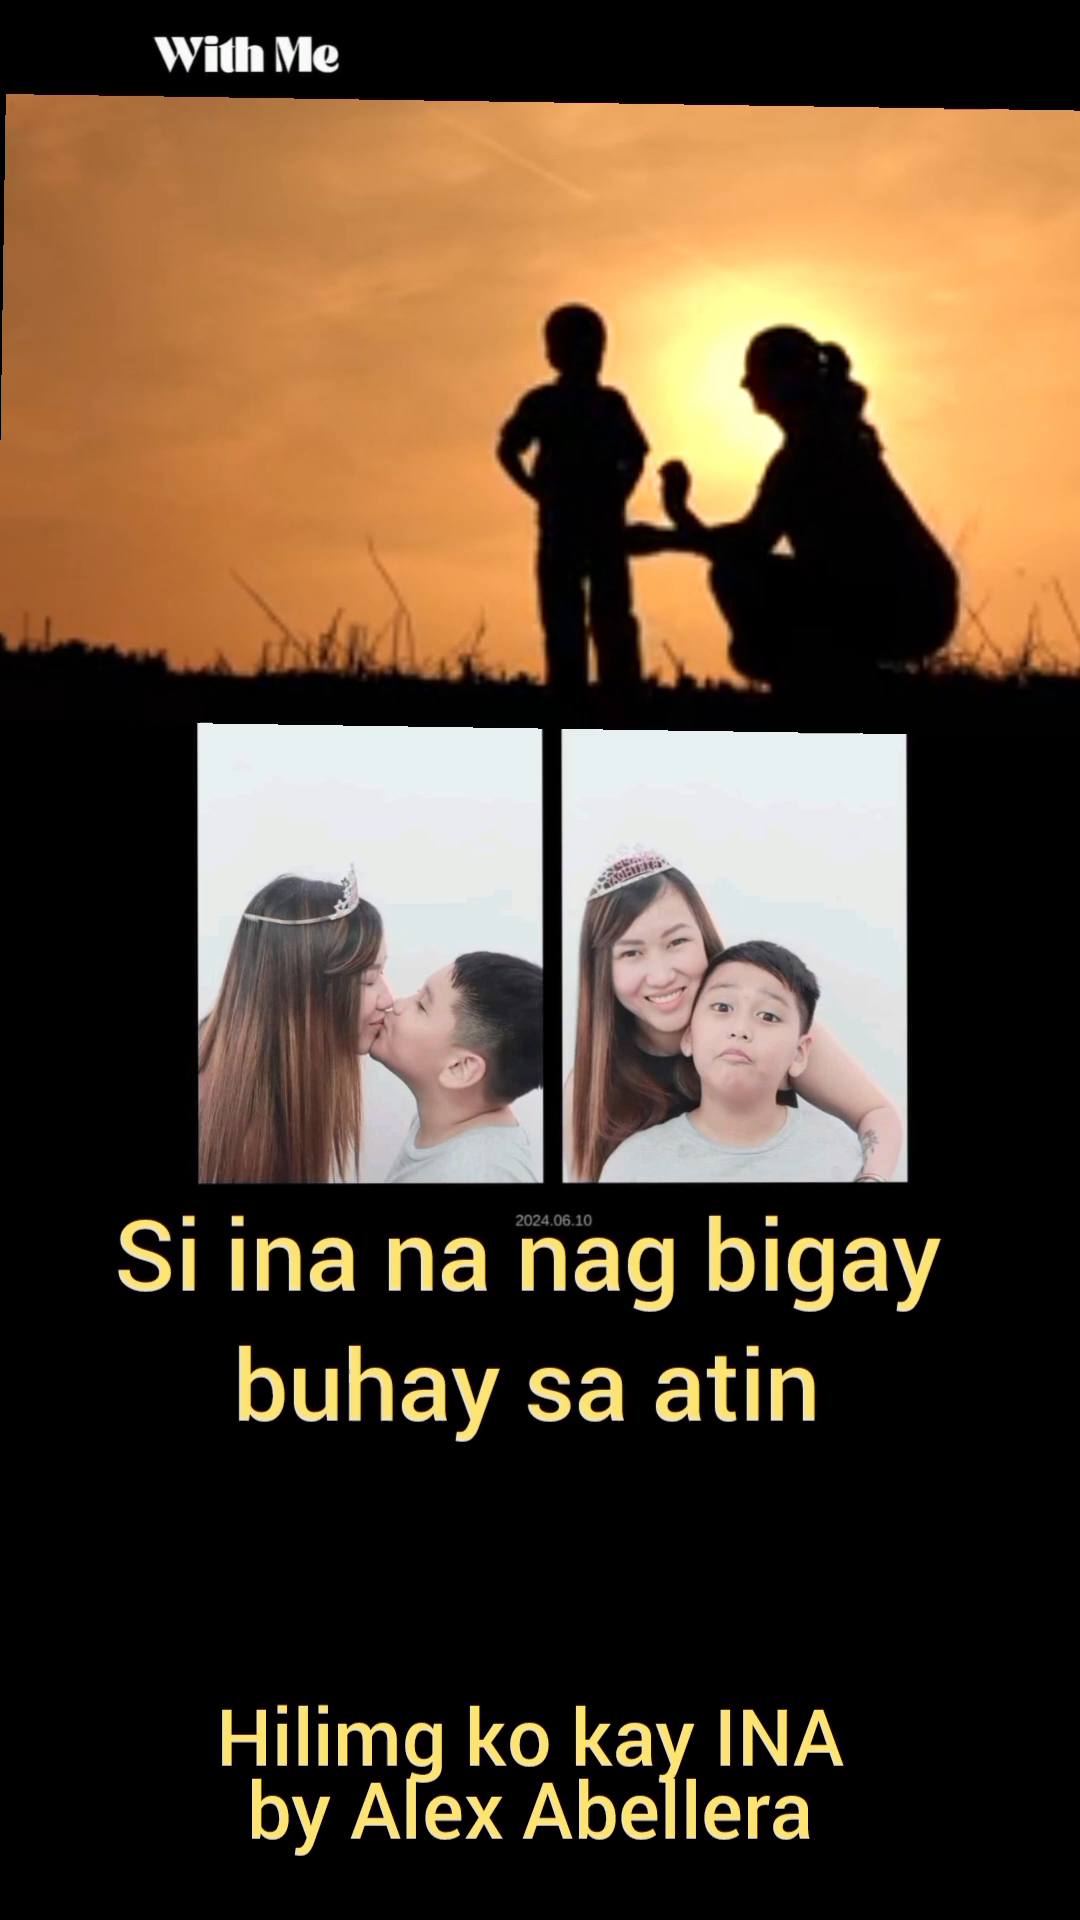 With Me
2024.06.10
Si ina na nag bigay
buhay sa atin
Hilimg ko kay INA
by Alex Abellera